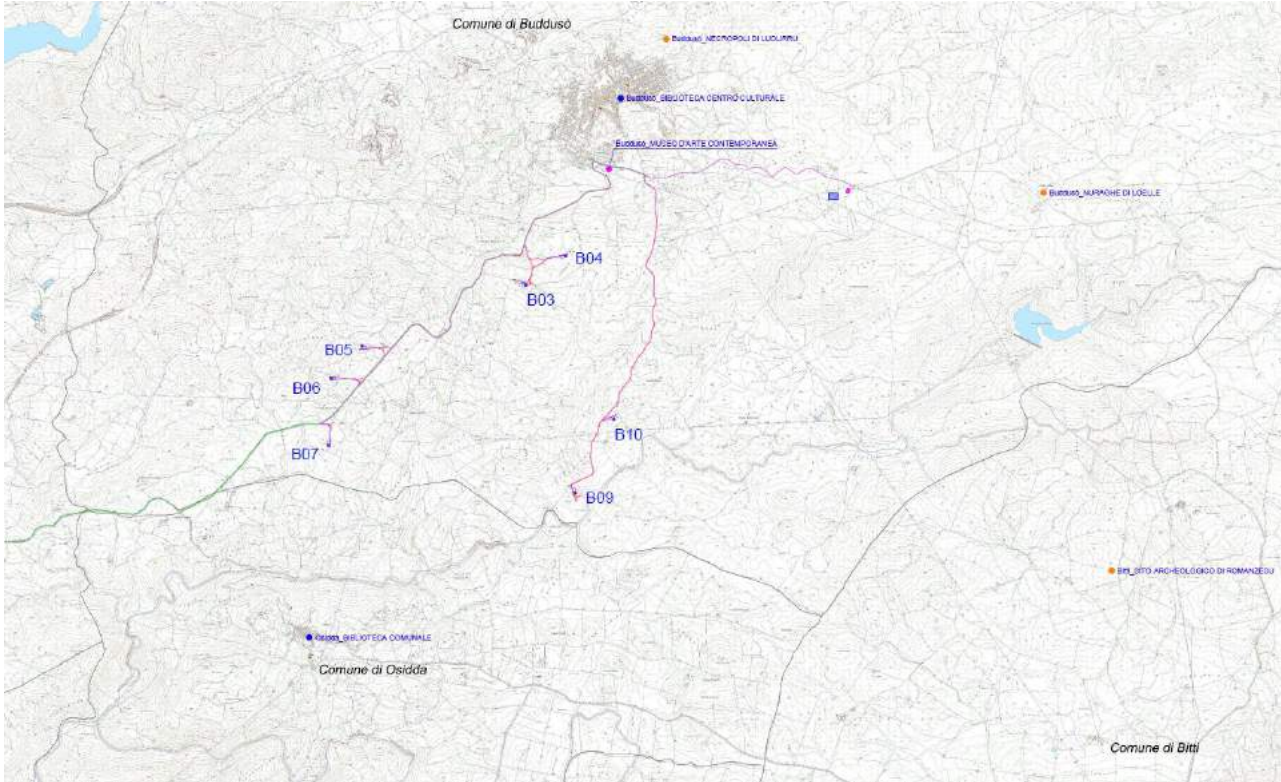 Comune di Buddusò
Buddusò_NECROPOLI DI LUDURRU
Buddusò_BIBLIOTECA CENTRO CULTURALE
Buddusò_MUSEO D'ARTE CONTEMPORANEA
Buddusò_NURAGHE DI LOELLE
B04
B03
B05
B06
B10
B07
B09
Bitti_SITO ARCHEOLOGICO DI ROMANZESU
Osidda_BIBLIOTECA COMUNALE
Comune di Osidda
Comune di Bitti